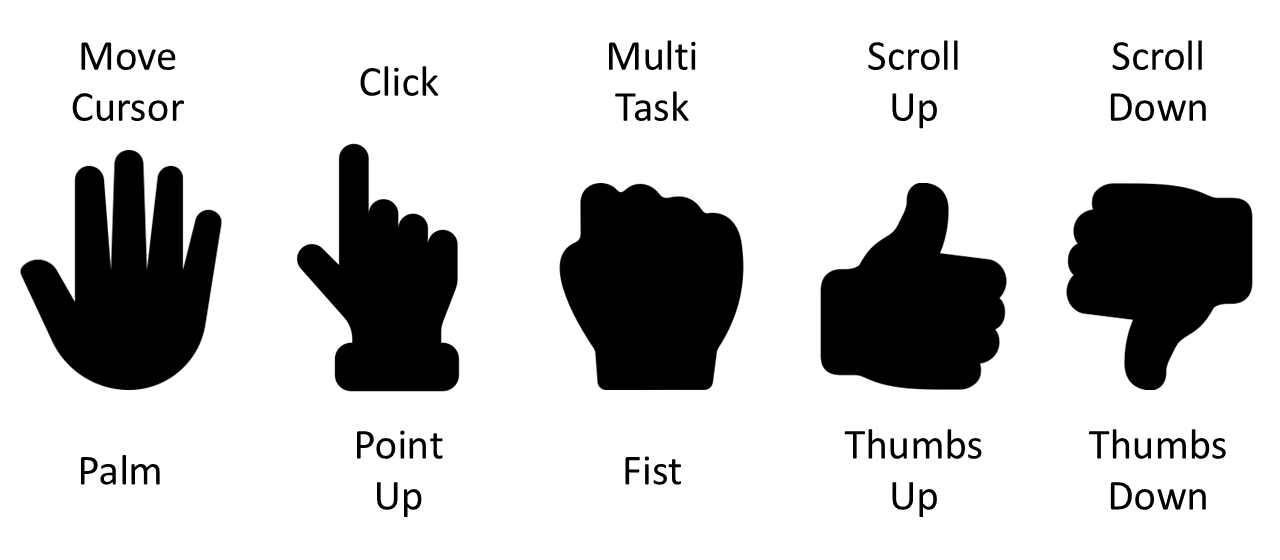 Move
Cursor
Click
Multi
Task
Scroll
Up
Scroll
Down
Palm
Point
Up
Fist
Thumbs
Up
Thumbs
Down